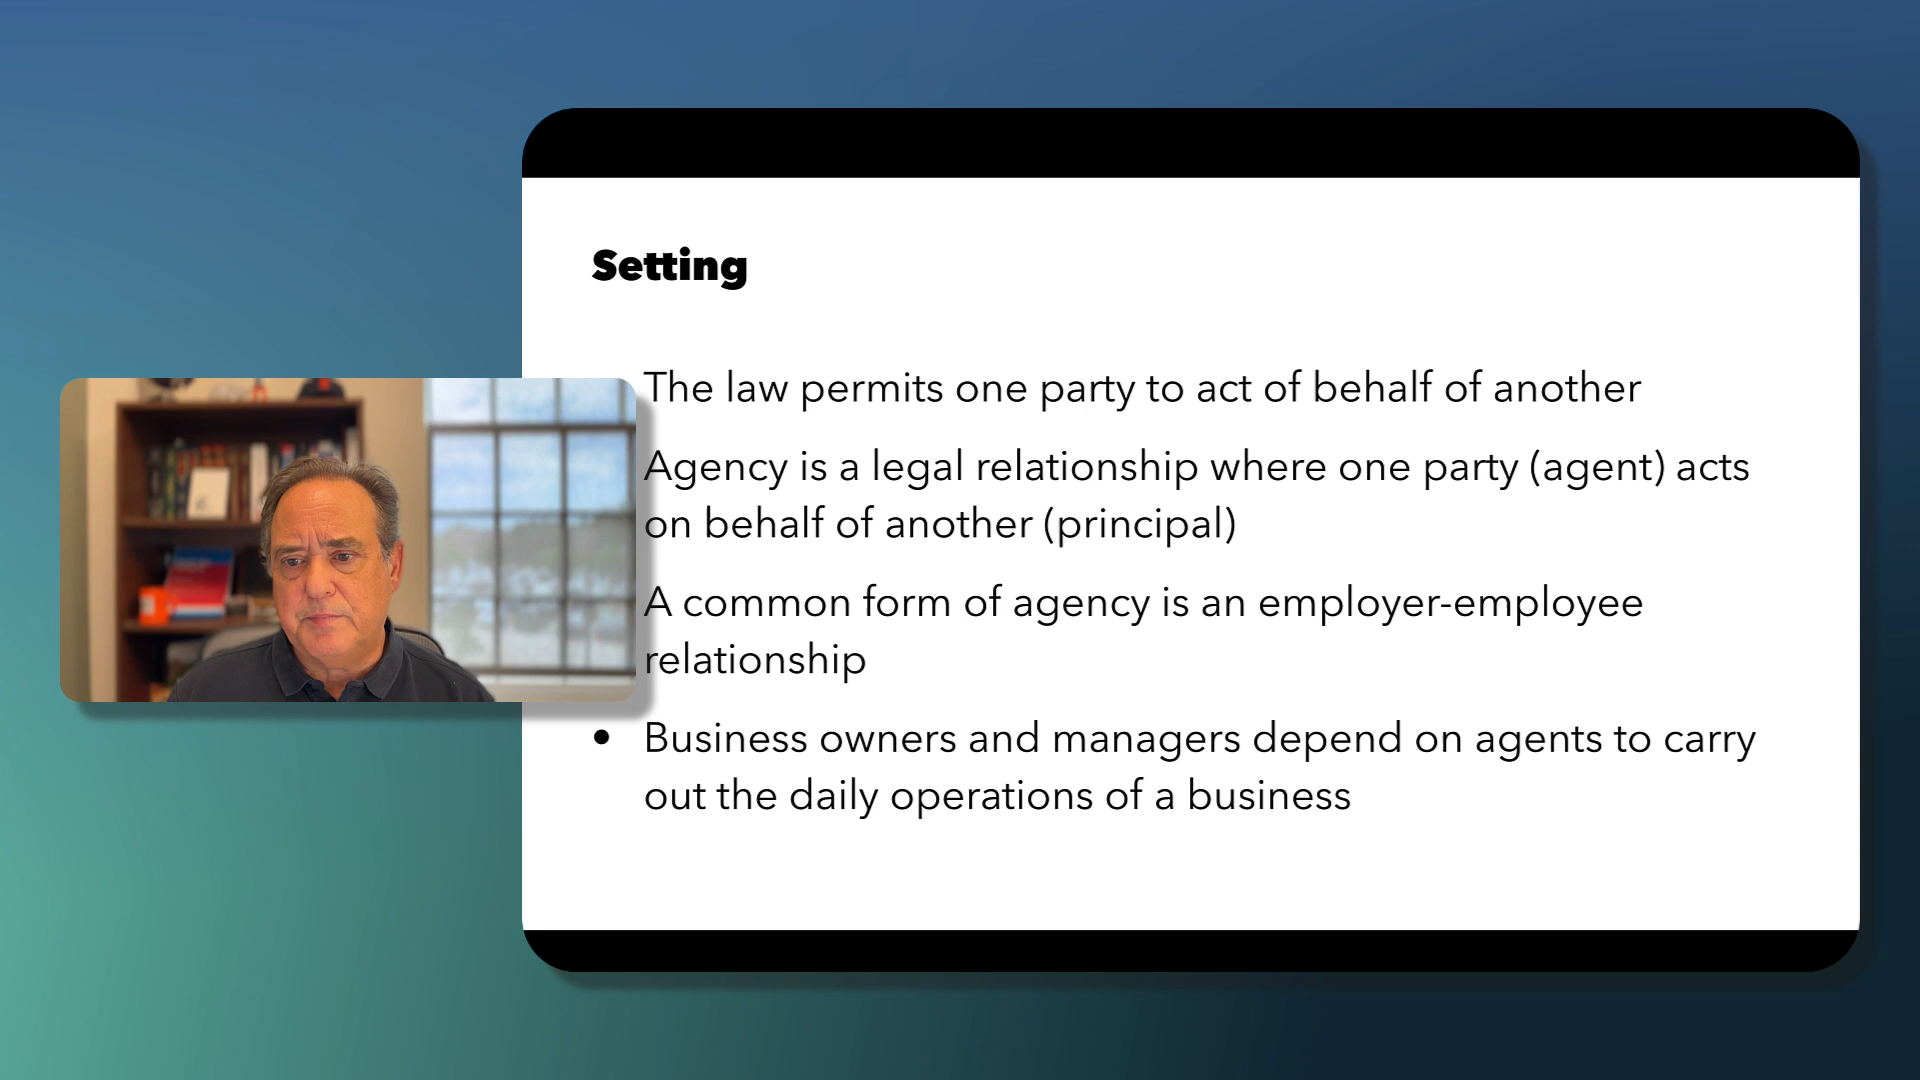 Setting
The law permits one party to act of behalf of another
Agency is a legal relationship where one party (agent) acts
on behalf of another (principal)
A common form of agency is an employer-employee
relationship
• Business owners and managers depend on agents to carry
out the daily operations of a business